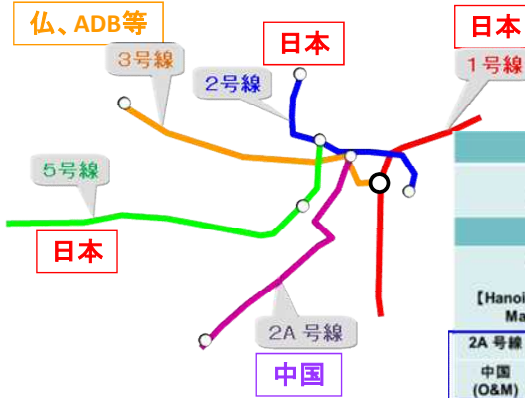 仏、ADB等
日本
日本
3号線
2号線
1号線
5号線
日本
2A 号線
中国
【Hanoi
Ma
2A 号線
中国
(O&M)